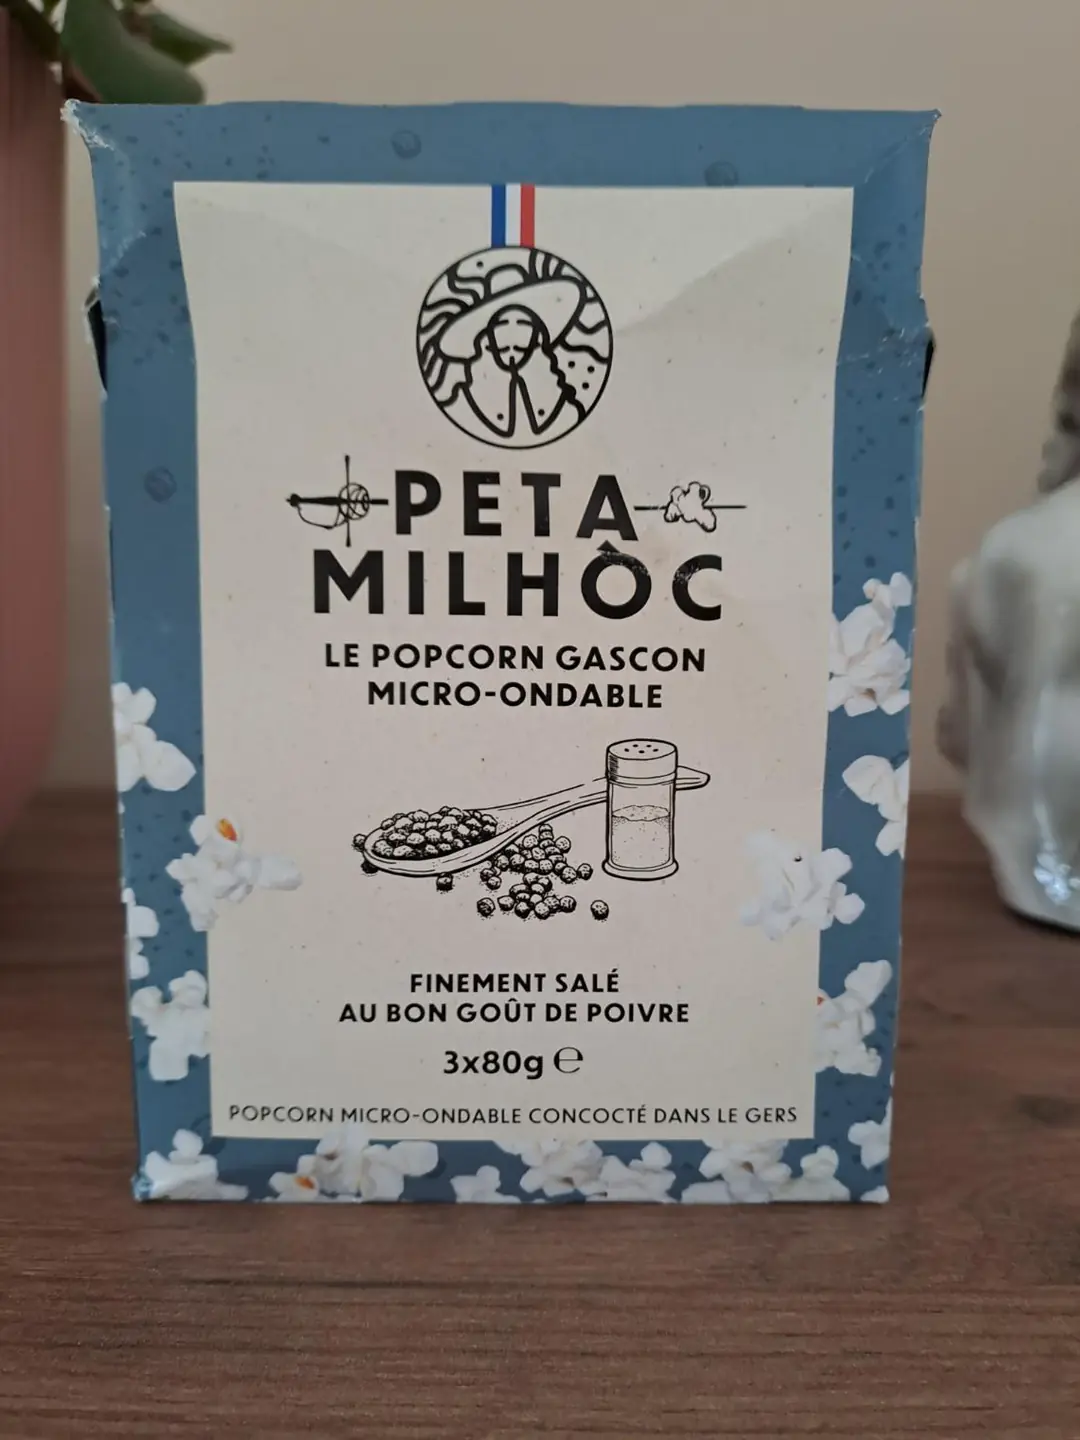 PETA
MILHÒC
LE POPCORN GASCON
MICRO-ONDABLE
FINEMENT SALÉ
AU BON GOÛT DE POIVRE
3x80g ℮
POPCORN MICRO-ONDABLE CONCOCTÉ DANS LE GERS